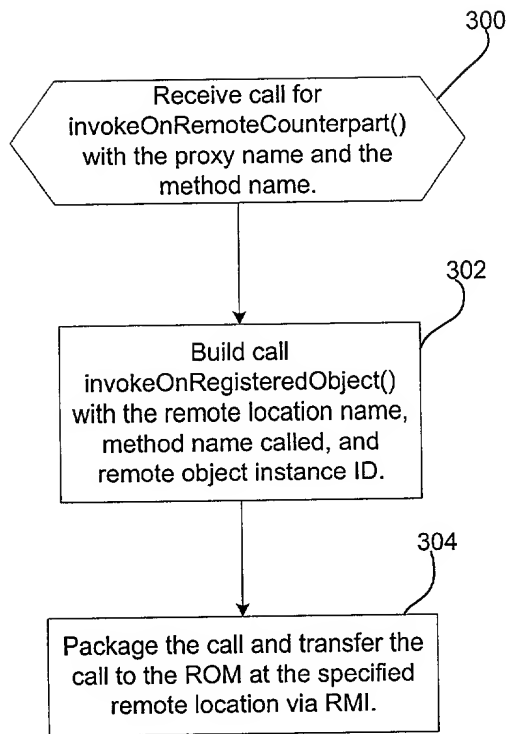 300
Receive call for
invokeOnRemoteCounterpart()
with the proxy name and the
method name.
302
Build call
invokeOnRegisteredObject()
with the remote location name,
method name called, and
remote object instance ID.
304
Package the call and transfer the
call to the ROM at the specified
remote location via RMI.